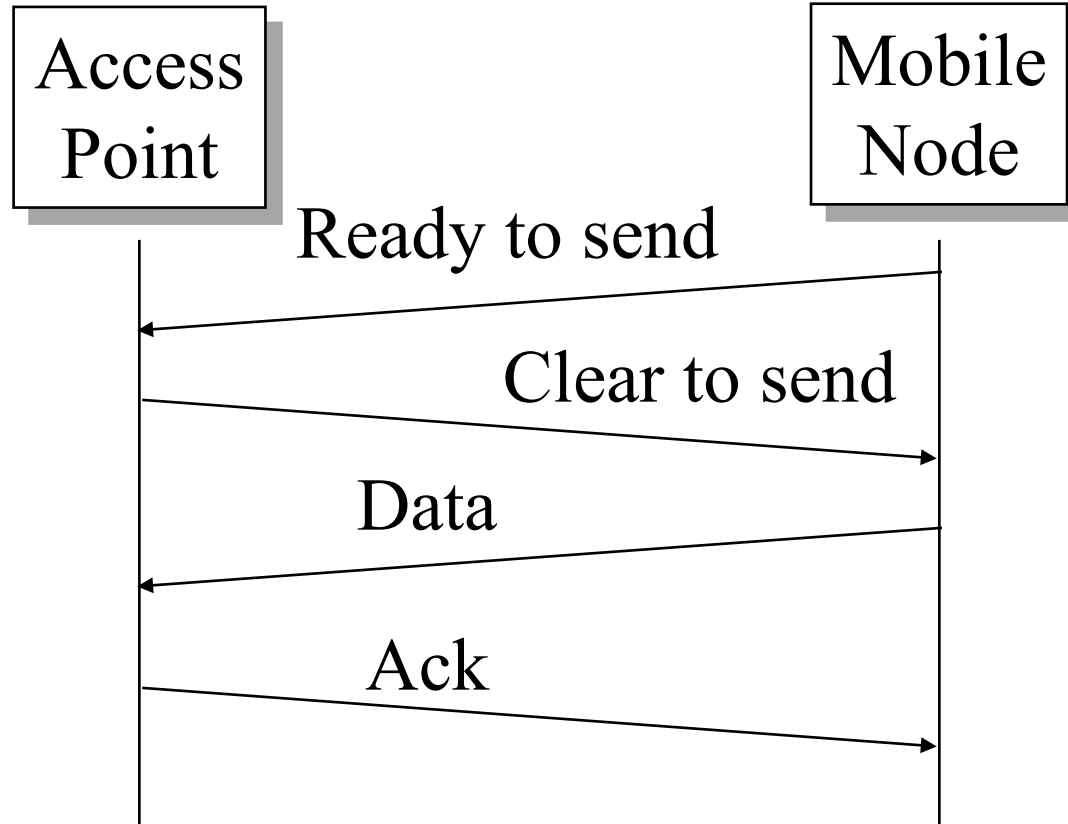 Access
Point
Mobile
Node
Ready to send
Clear to send
Data
Ack